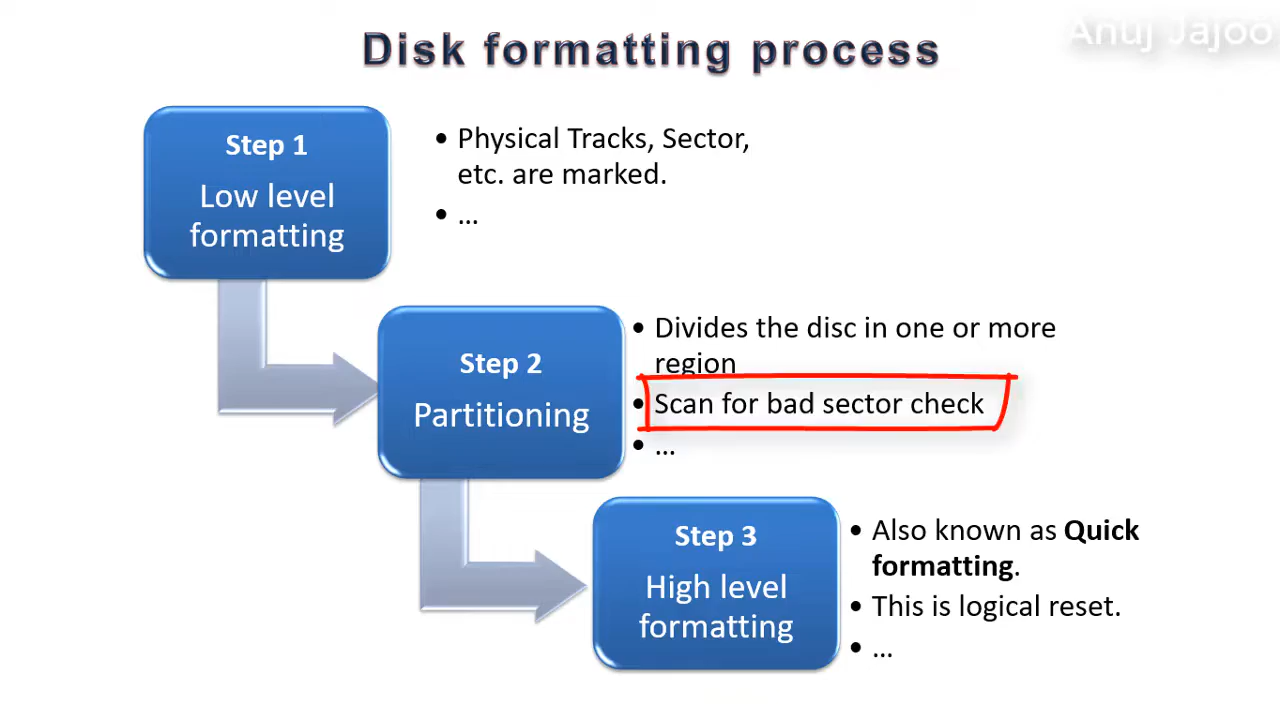 Anuj Jajoo
Disk formatting process
Step 1
Low level
formatting
• Physical Tracks, Sector,
etc. are marked.
• ...
Step 2
Partitioning
• Divides the disc in one or more
region
• Scan for bad sector check
• ...
Step 3
High level
formatting
• Also known as Quick
formatting.
• This is logical reset.
• ...